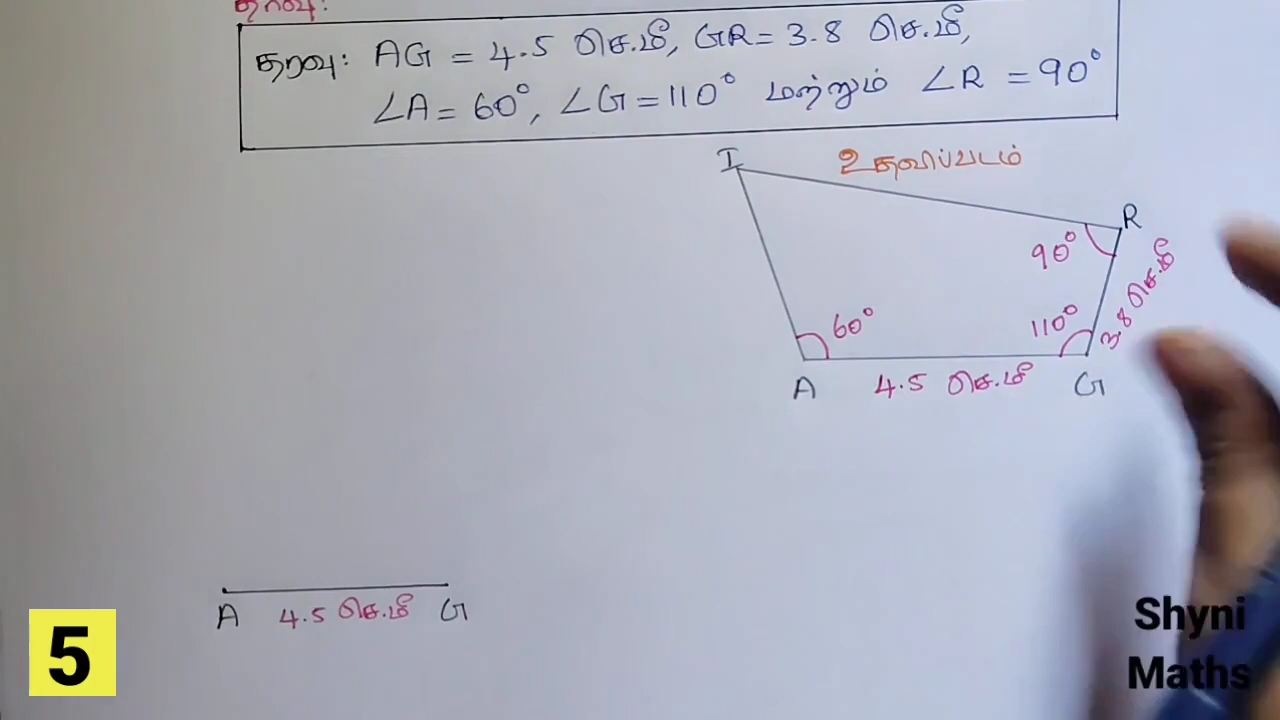 தரவு:
தரவு: AG = 4.5 செ.மீ, GR = 3.8 செ.மீ,
∠A = 60°, ∠G = 110° மற்றும் ∠R = 90°
I உதவிப்படம்
R
90°
3.8 செ.மீ
60° 110°
A 4.5 செ.மீ G
A 4.5 செ.மீ G
5
Shyni
Maths